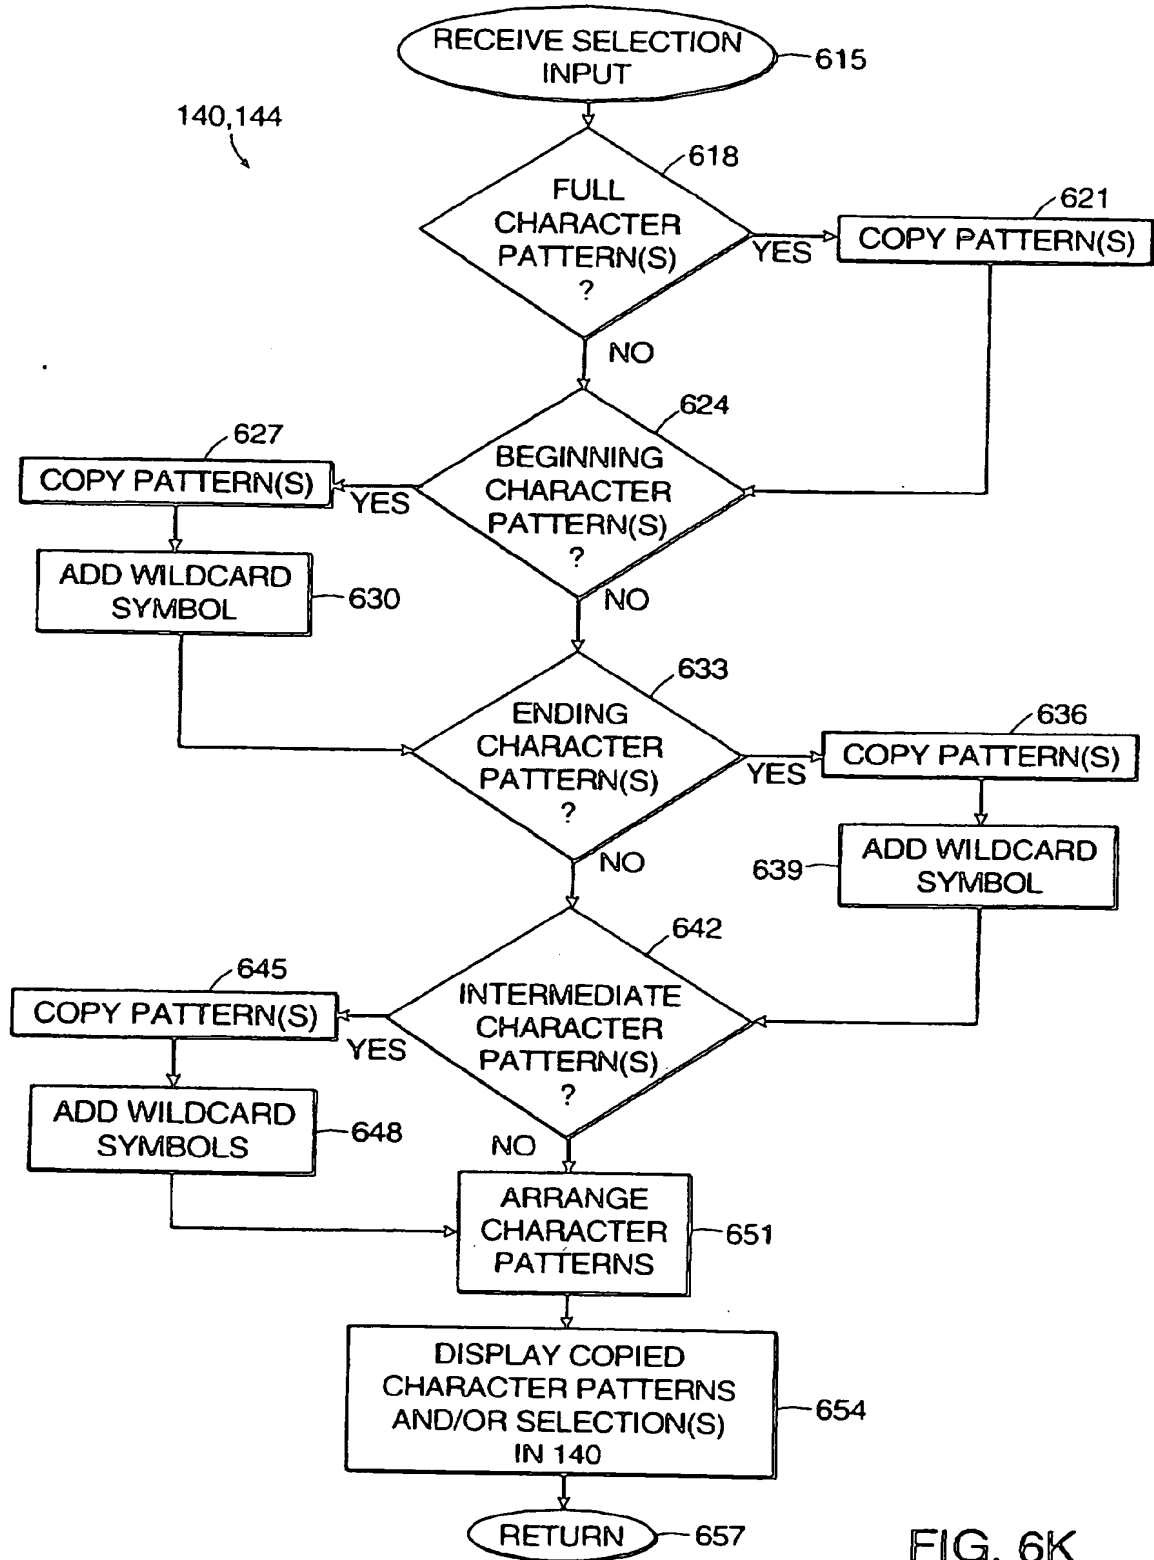 RECEIVE SELECTION
INPUT
615
140,144
618
FULL
CHARACTER
PATTERN(S)
?
YES
621
COPY PATTERN(S)
NO
624
BEGINNING
CHARACTER
PATTERN(S)
?
627
COPY PATTERN(S)
YES
ADD WILDCARD
SYMBOL
630
NO
633
ENDING
CHARACTER
PATTERN(S)
?
YES
636
COPY PATTERN(S)
639
ADD WILDCARD
SYMBOL
NO
642
INTERMEDIATE
CHARACTER
PATTERN(S)
?
645
COPY PATTERN(S)
YES
ADD WILDCARD
SYMBOLS
648
NO
ARRANGE
CHARACTER
PATTERNS
651
DISPLAY COPIED
CHARACTER PATTERNS
AND/OR SELECTION(S)
IN 140
654
RETURN
657
FIG. 6K